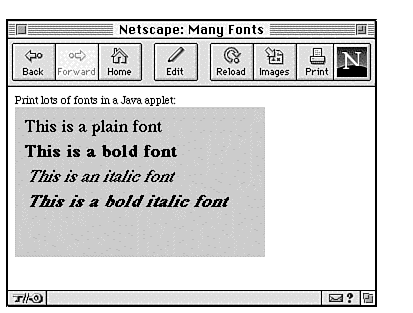 Netscape: Many Fonts
Back Forward Home Edit Reload Images Print N
Print lots of fonts in a Java applet:
This is a plain font
This is a bold font
This is an italic font
This is a bold italic font
?